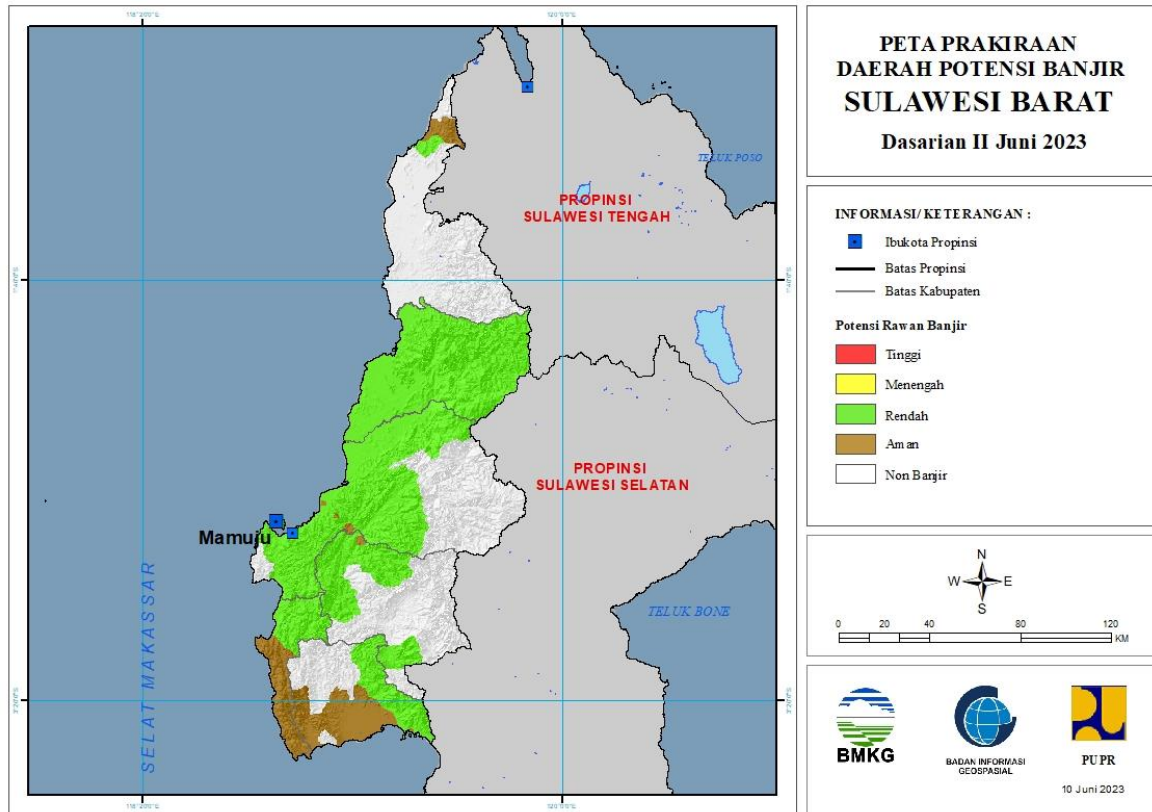 PETA PRAKIRAAN
DAERAH POTENSI BANJIR
SULAWESI BARAT
Dasarian II Juni 2023
INFORMASI/ KETERANGAN :
Ibukota Propinsi
Batas Propinsi
Batas Kabupaten
Potensi Rawan Banjir
Tinggi
Menengah
Rendah
Aman
Non Banjir
N
W E
S
0 20 40 80 120
KM
BMKG
BADAN INFORMASI
GEOSPASIAL
PUPR
10 Juni 2023
TELUK POSO
PROPINSI
SULAWESI TENGAH
PROPINSI
SULAWESI SELATAN
Mamuju
TELUK BONE
SELAT MAKASSAR